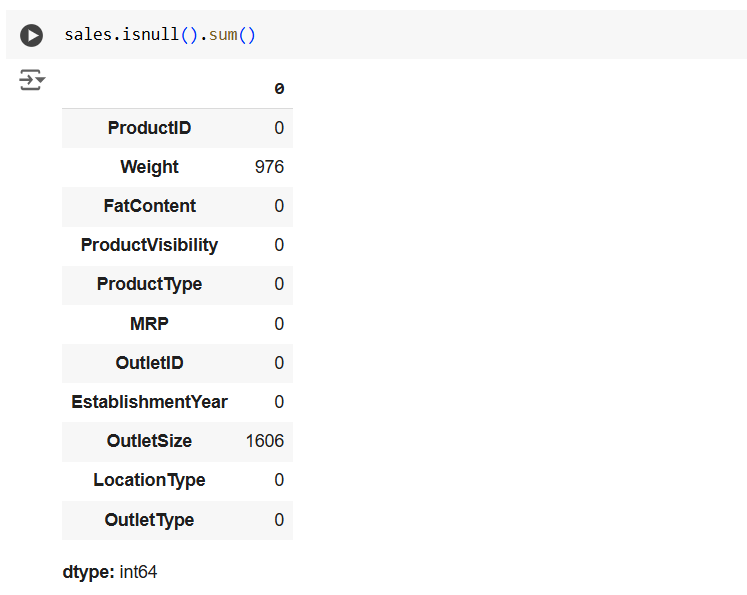 sales.isnull().sum()
0
ProductID 0
Weight 976
FatContent 0
ProductVisibility 0
ProductType 0
MRP 0
OutletID 0
EstablishmentYear 0
OutletSize 1606
LocationType 0
OutletType 0
dtype: int64